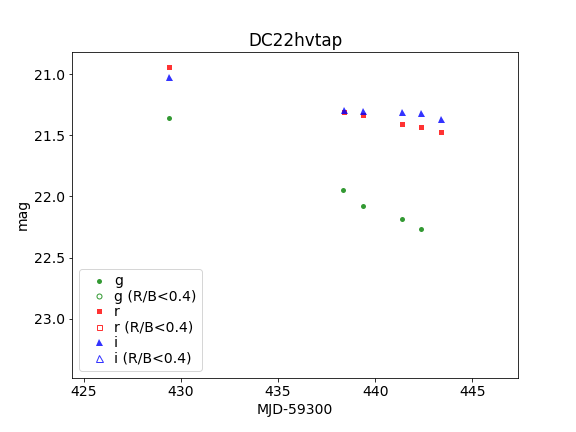 DC22hvtap
21.0
21.5
22.0
22.5
23.0
mag
g
g (R/B<0.4)
r
r (R/B<0.4)
i
i (R/B<0.4)
425 430 435 440 445
MJD-59300